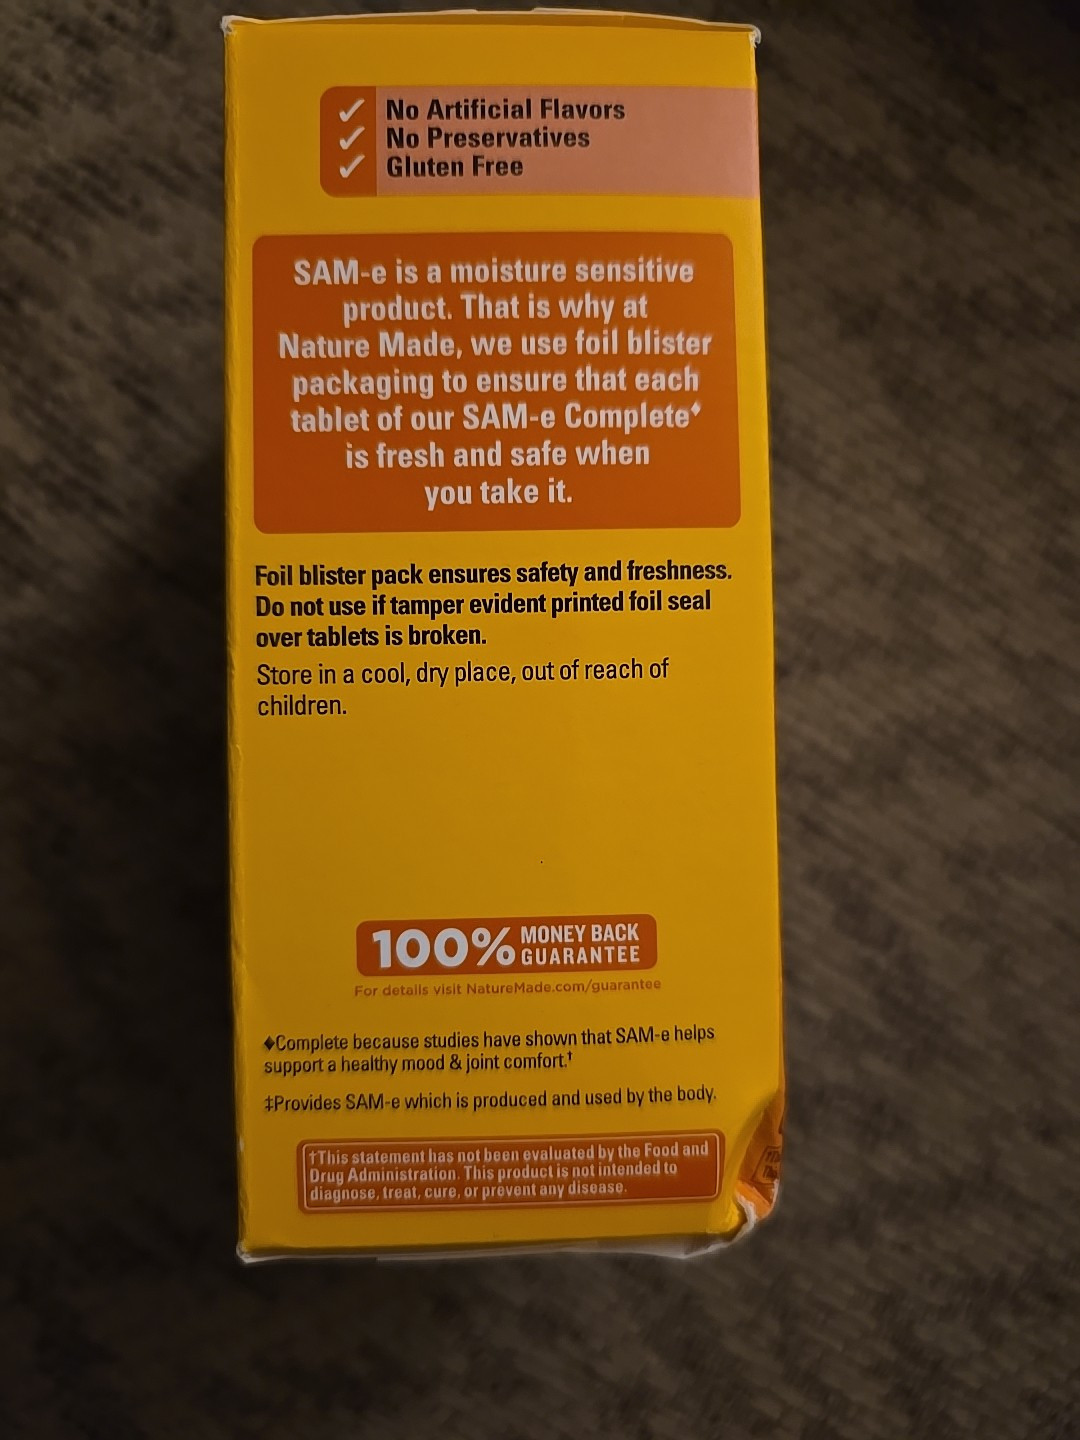 ✓ No Artificial Flavors
✓ No Preservatives
✓ Gluten Free
SAM-e is a moisture sensitive
product. That is why at
Nature Made, we use foil blister
packaging to ensure that each
tablet of our SAM-e Complete♦
is fresh and safe when
you take it.
Foil blister pack ensures safety and freshness.
Do not use if tamper evident printed foil seal
over tablets is broken.
Store in a cool, dry place, out of reach of
children.
100% MONEY BACK
GUARANTEE
For details visit NatureMade.com/guarantee
♦Complete because studies have shown that SAM-e helps
support a healthy mood & joint comfort.†
‡Provides SAM-e which is produced and used by the body.
†This statement has not been evaluated by the Food and
Drug Administration. This product is not intended to
diagnose, treat, cure, or prevent any disease.